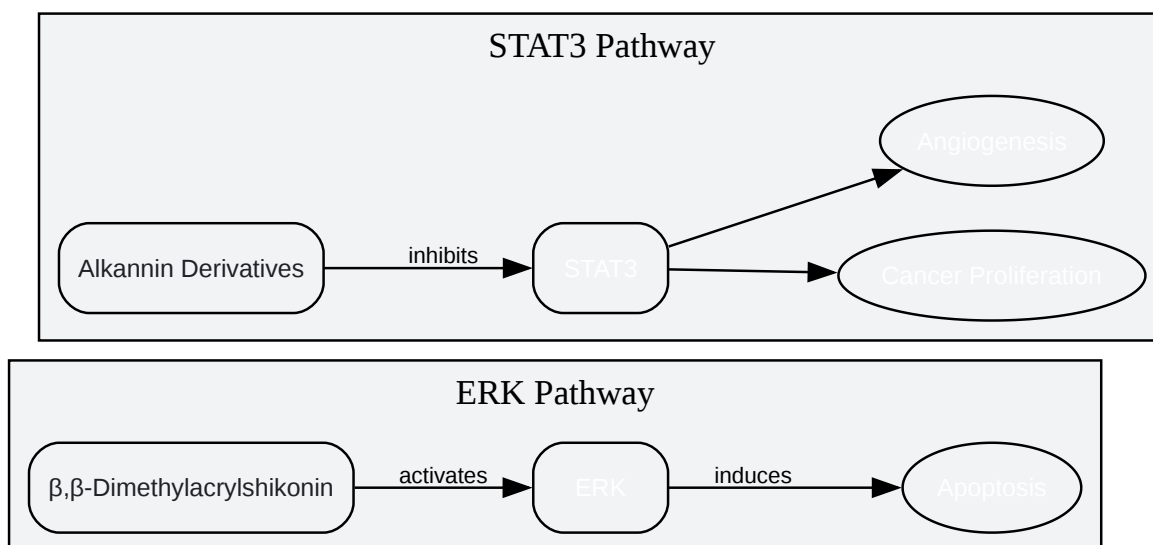 STAT3 Pathway
Angiogenesis
Alkannin Derivatives
inhibits
STAT3
Cancer Proliferation
ERK Pathway
β,β-Dimethylacrylshikonin
activates
ERK
induces
Apoptosis